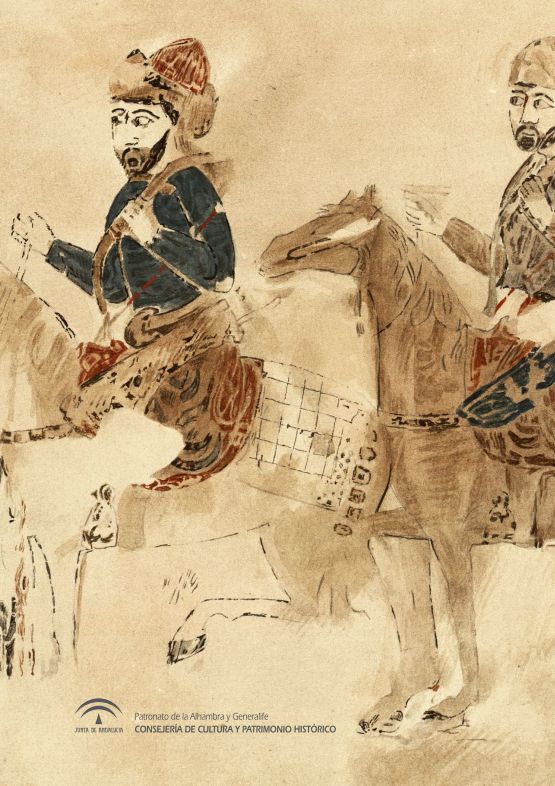 Patronato de la Alhambra y Generalife
CONSEJERÍA DE CULTURA Y PATRIMONIO HISTÓRICO
JUNTA DE ANDALUCIA